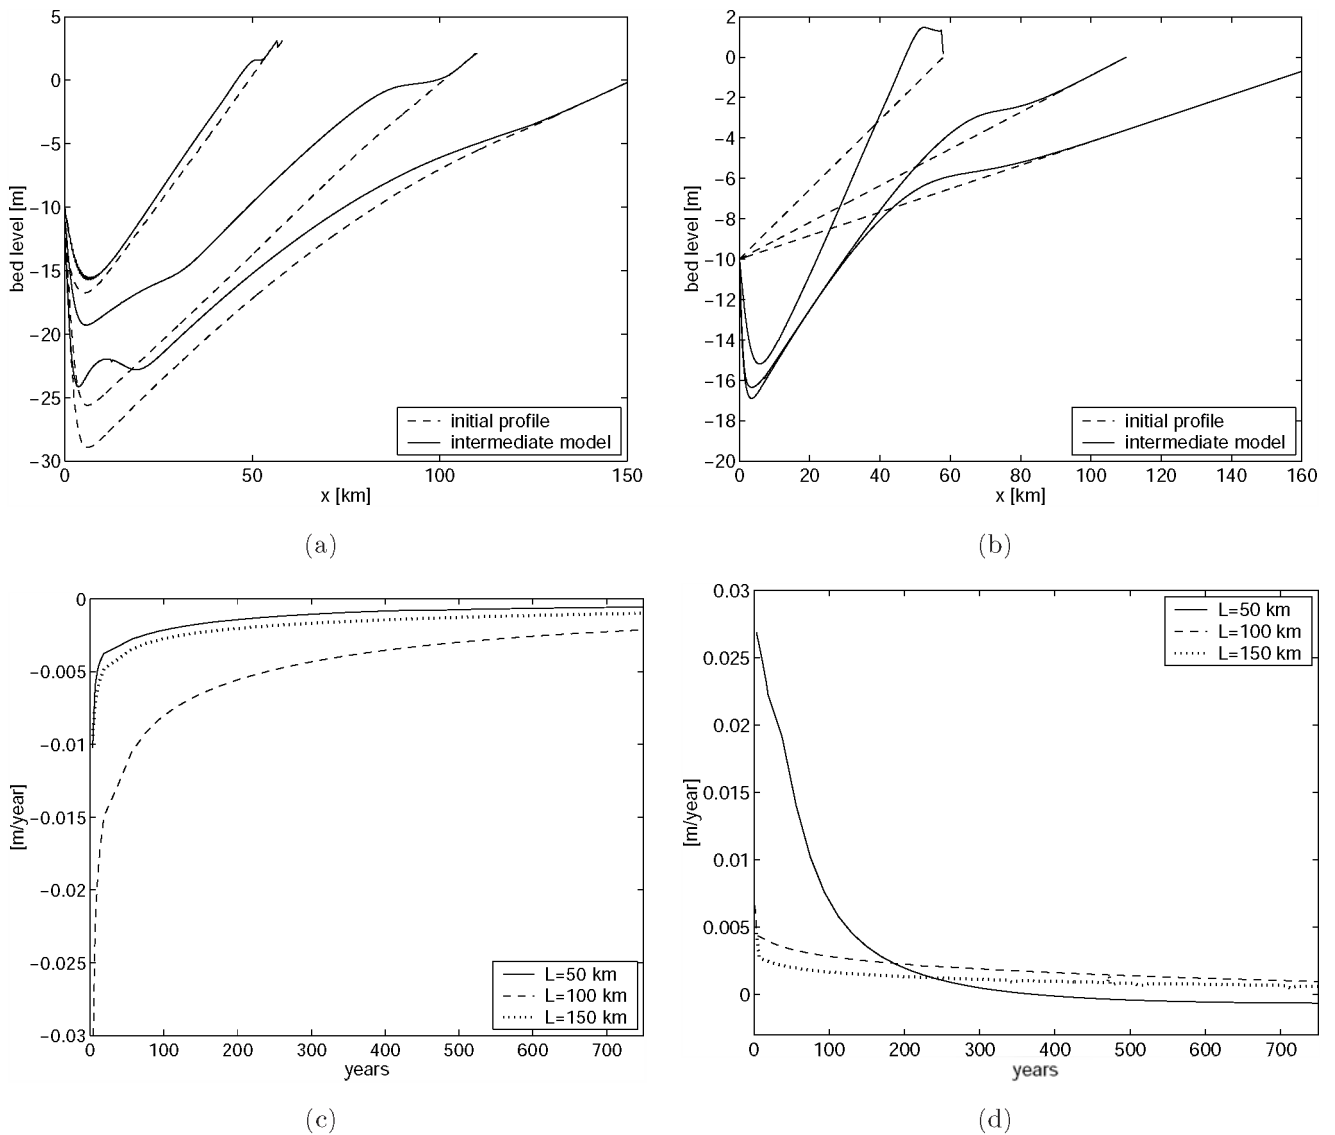 5
0
−5
−10
−15
−20
−25
−30
bed level [m]
0
50
100
150
x [km]
initial profile
intermediate model
(a)
2
0
−2
−4
−6
−8
−10
−12
−14
−16
−18
−20
bed level [m]
0
20
40
60
80
100
120
140
160
x [km]
initial profile
intermediate model
(b)
0
−0.005
−0.01
−0.015
−0.02
−0.025
−0.03
[m/year]
0
100
200
300
400
500
600
700
years
L=50 km
L=100 km
L=150 km
(c)
0.03
0.025
0.02
0.015
0.01
0.005
0
[m/year]
0
100
200
300
400
500
600
700
years
L=50 km
L=100 km
L=150 km
(d)